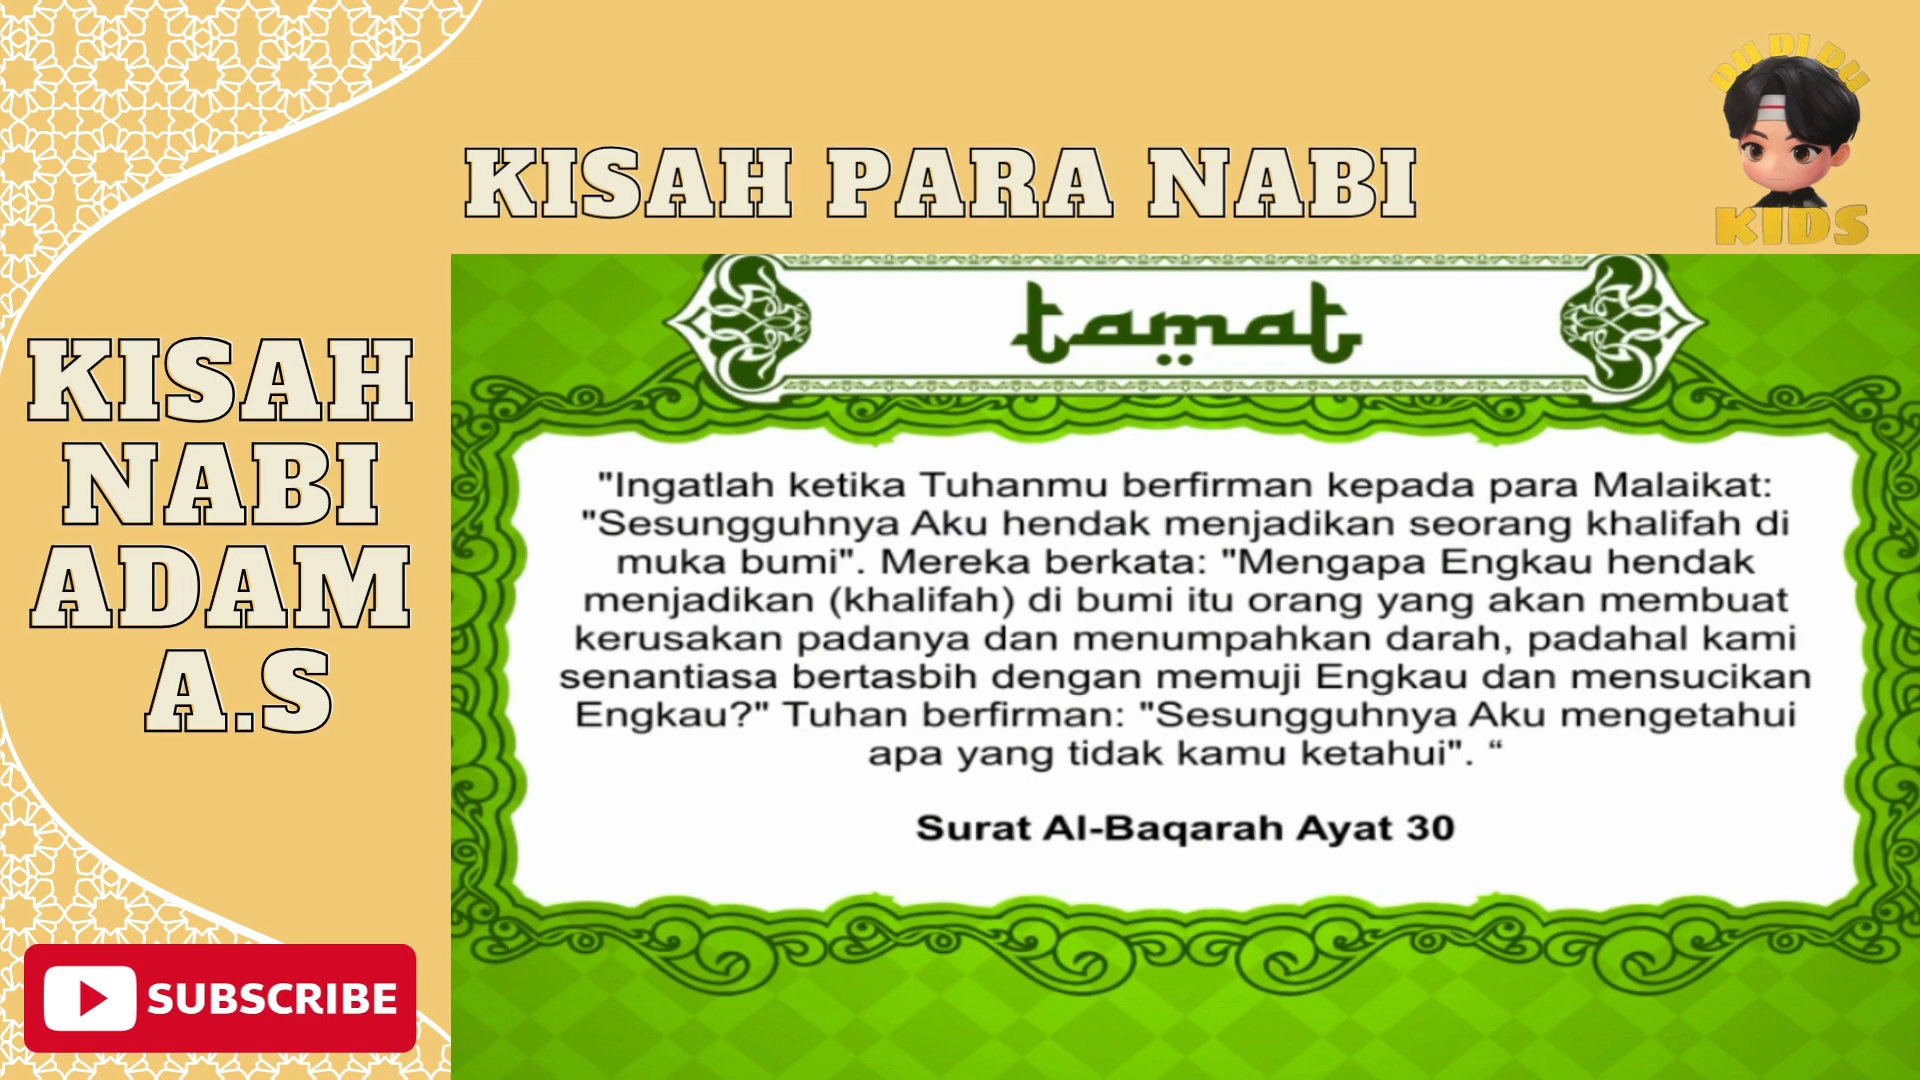 DU DI DU
KIDS
KISAH PARA NABI
KISAH
NABI
ADAM
A.S
tamat
"Ingatlah ketika Tuhanmu berfirman kepada para Malaikat:
"Sesungguhnya Aku hendak menjadikan seorang khalifah di
muka bumi". Mereka berkata: "Mengapa Engkau hendak
menjadikan (khalifah) di bumi itu orang yang akan membuat
kerusakan padanya dan menumpahkan darah, padahal kami
senantiasa bertasbih dengan memuji Engkau dan mensucikan
Engkau?" Tuhan berfirman: "Sesungguhnya Aku mengetahui
apa yang tidak kamu ketahui". “
Surat Al-Baqarah Ayat 30
SUBSCRIBE